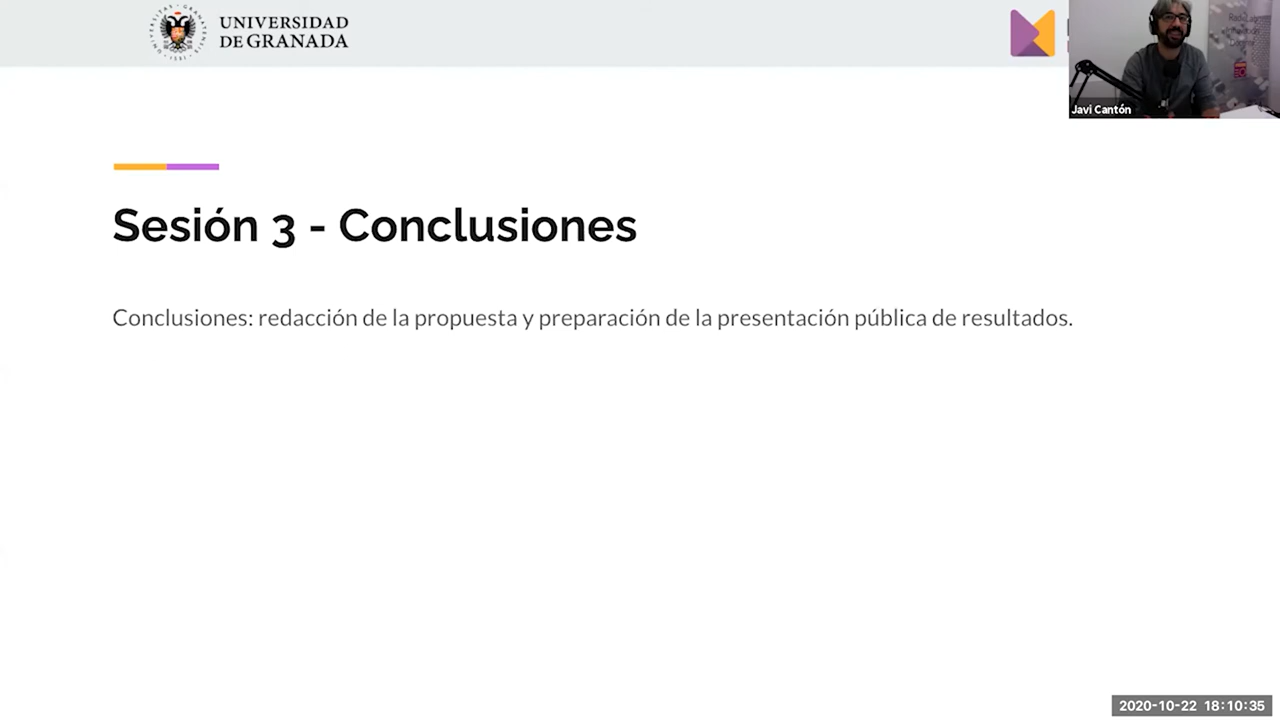 UNIVERSIDAD
DE GRANADA
Javi Cantón
Sesión 3 - Conclusiones
Conclusiones: redacción de la propuesta y preparación de la presentación pública de resultados.
2020-10-22 18:10:35